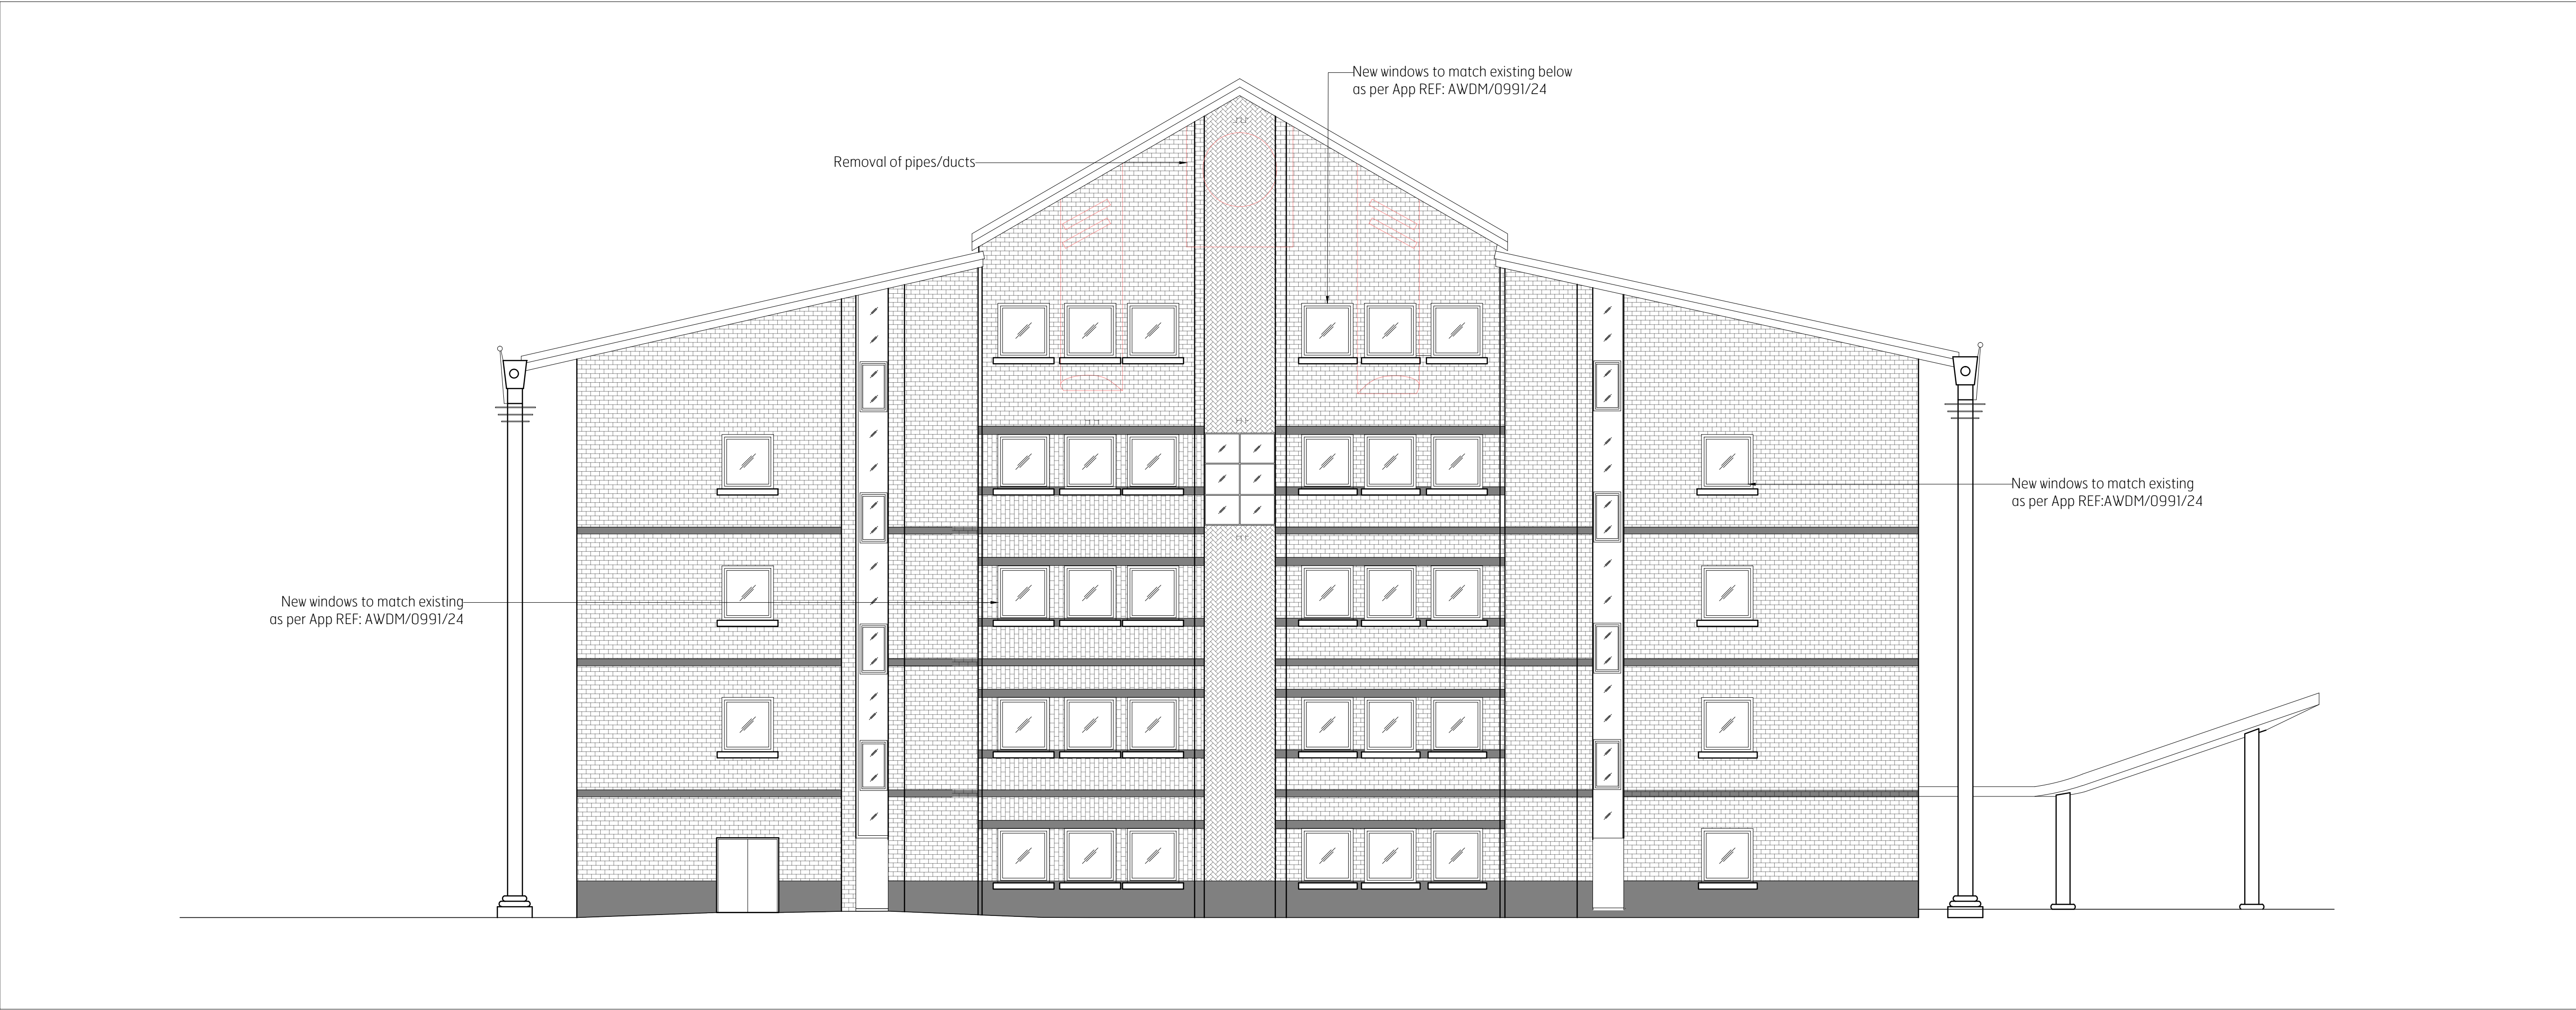 New windows to match existing below
as per App REF: AWDM/0991/24
Removal of pipes/ducts
New windows to match existing
as per App REF:AWDM/0991/24
New windows to match existing
as per App REF: AWDM/0991/24